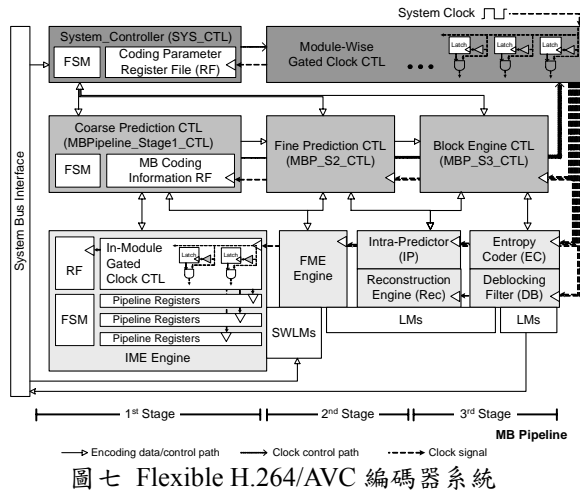 System Clock
System_Controller (SYS_CTL)
FSM
Coding Parameter
Register File (RF)
Module-Wise
Gated Clock CTL
Latch
Latch
Latch
System Bus Interface
Coarse Prediction CTL
(MBPipeline_Stage1_CTL)
FSM
MB Coding
Information RF
Fine Prediction CTL
(MBP_S2_CTL)
Block Engine CTL
(MBP_S3_CTL)
RF
In-Module
Gated
Clock CTL
Latch
Latch
FSM
Pipeline Registers
Pipeline Registers
Pipeline Registers
IME Engine
FME
Engine
Intra-Predictor
(IP)
Reconstruction
Engine (Rec)
Entropy
Coder (EC)
Deblocking
Filter (DB)
SWLMs
LMs
LMs
1st Stage
2nd Stage
3rd Stage
MB Pipeline
Encoding data/control path
Clock control path
Clock signal
圖七 Flexible H.264/AVC 編碼器系統